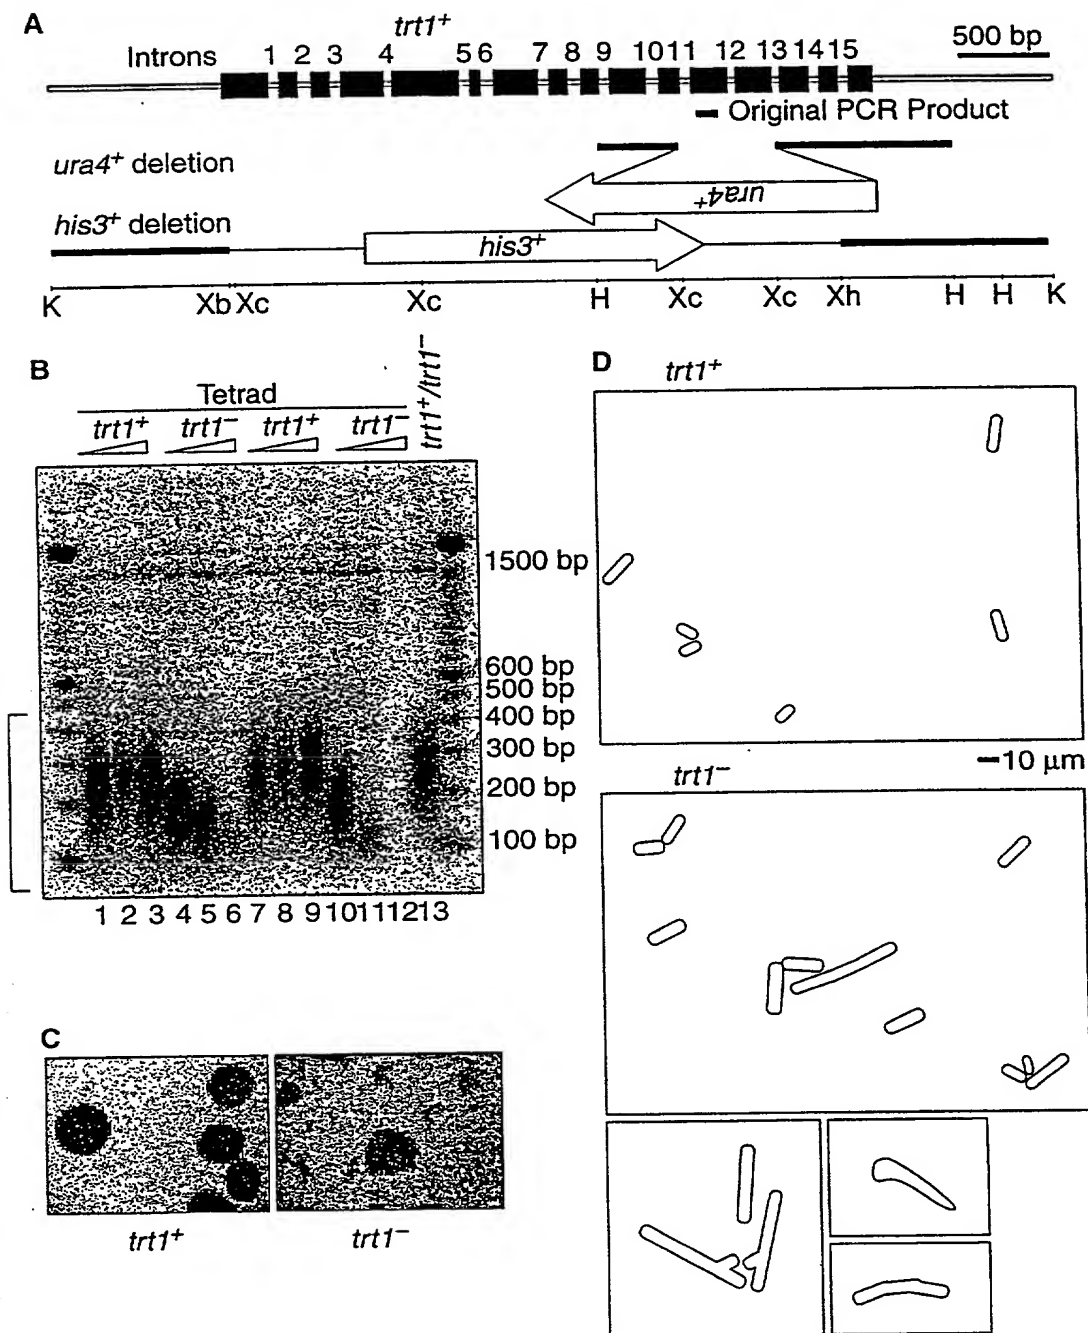 A
trt1+
Introns 1 2 3 4 5 6 7 8 9 10 11 12 13 14 15
500 bp
Original PCR Product
ura4+ deletion
ura4+
his3+ deletion
his3+
K Xb Xc Xc H Xc Xc Xh H H K
B
Tetrad
trt1+ trt1− trt1+ trt1− trt1+/trt1−
1500 bp
600 bp
500 bp
400 bp
300 bp
200 bp
100 bp
1 2 3 4 5 6 7 8 9 10 11 12 13
C
trt1+ trt1−
D
trt1+
10 µm
trt1−